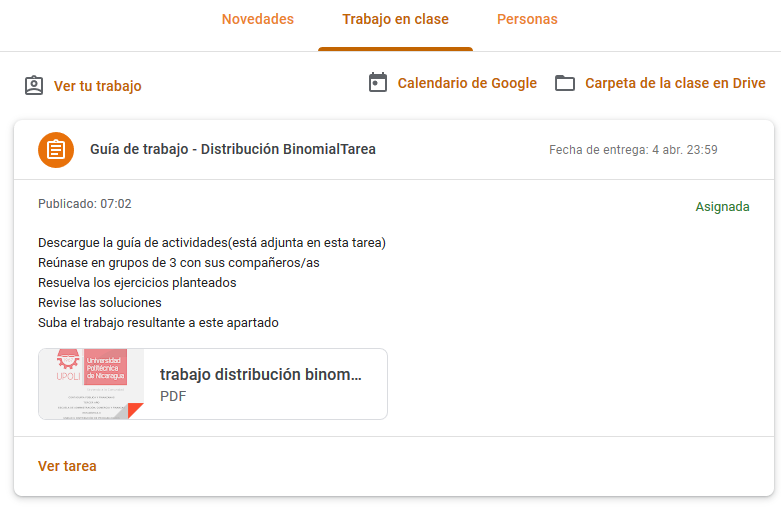 Novedades
Trabajo en clase
Personas
Ver tu trabajo
Calendario de Google
Carpeta de la clase en Drive
Guía de trabajo - Distribución BinomialTarea
Fecha de entrega: 4 abr. 23:59
Publicado: 07:02
Asignada
Descargue la guía de actividades(está adjunta en esta tarea)
Reúnase en grupos de 3 con sus compañeros/as
Resuelva los ejercicios planteados
Revise las soluciones
Suba el trabajo resultante a este apartado
UPOLI
Universidad
Politécnica
de Nicaragua
trabajo distribución binom...
PDF
Ver tarea